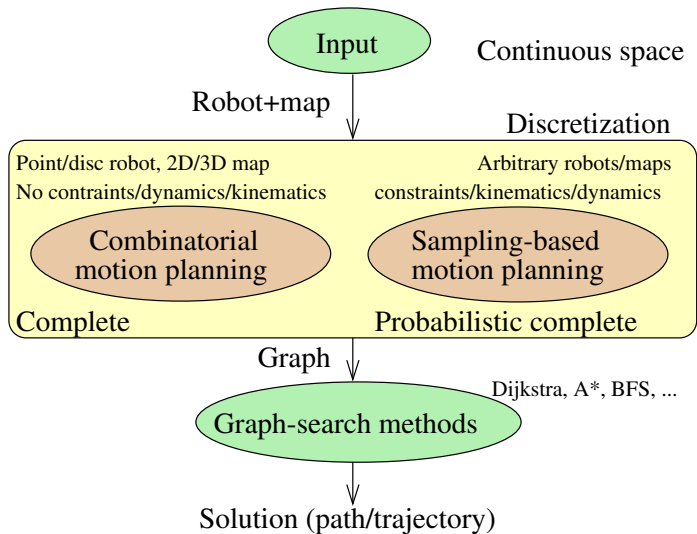 Input
Continuous space
Robot+map
Discretization
Point/disc robot, 2D/3D map
No contraints/dynamics/kinematics
Arbitrary robots/maps
constraints/kinematics/dynamics
Combinatorial
motion planning
Sampling-based
motion planning
Complete
Probabilistic complete
Graph
Dijkstra, A*, BFS, ...
Graph-search methods
Solution (path/trajectory)